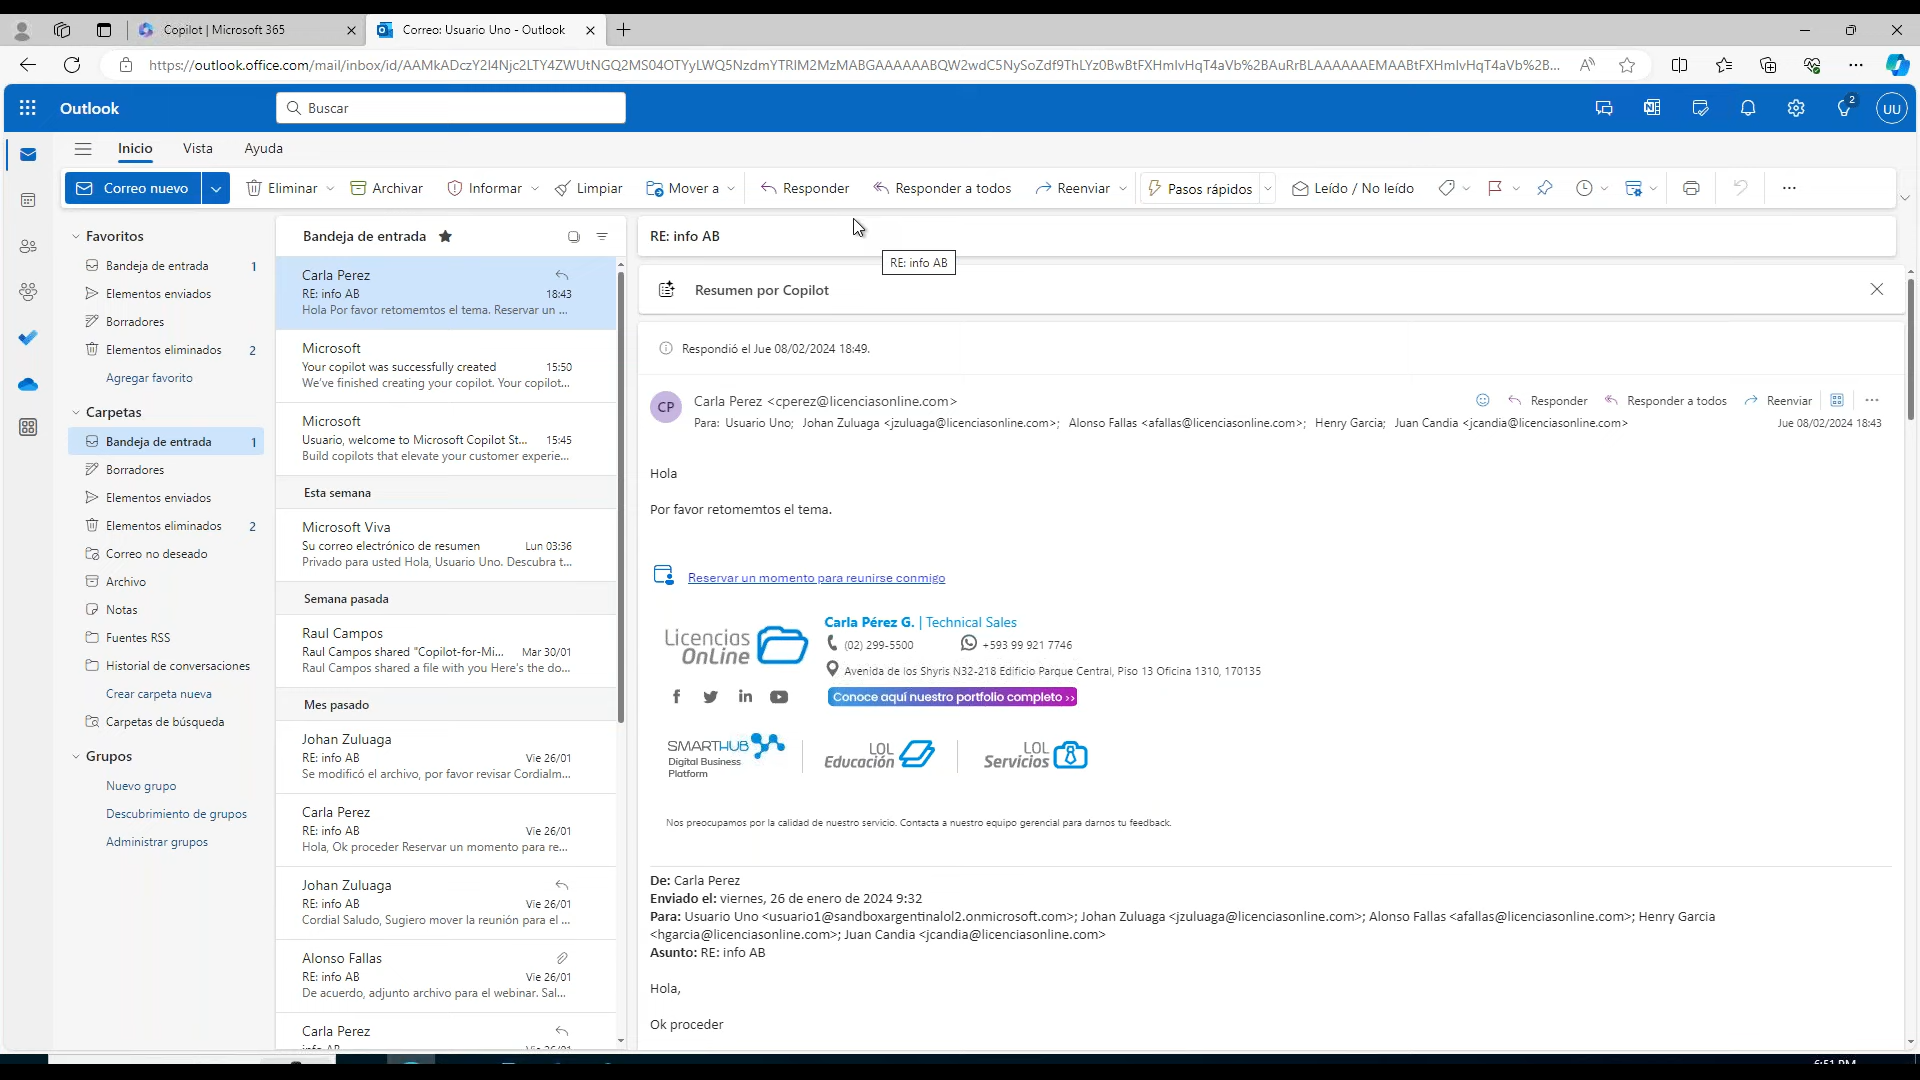 Copilot | Microsoft 365
Correo: Usuario Uno - Outlook
https://outlook.office.com/mail/inbox/id/
Outlook
Buscar
2
UU
Inicio
Vista
Ayuda
Correo nuevo
Eliminar
Archivar
Informar
Limpiar
Mover a
Responder
Responder a todos
Reenviar
Pasos rápidos
Leído / No leído
Favoritos
Bandeja de entrada 1
Elementos enviados
Borradores
Elementos eliminados 2
Agregar favorito
Carpetas
Bandeja de entrada 1
Borradores
Elementos enviados
Elementos eliminados 2
Correo no deseado
Archivo
Notas
Fuentes RSS
Historial de conversaciones
Crear carpeta nueva
Carpetas de búsqueda
Grupos
Nuevo grupo
Descubrimiento de grupos
Administrar grupos
Bandeja de entrada
Carla Perez
RE: info AB 18:43
Hola Por favor retomemtos el tema. Reservar un ...
Microsoft
Your copilot was successfully created 15:50
We've finished creating your copilot. Your copilot...
Microsoft
Usuario, welcome to Microsoft Copilot St... 15:45
Build copilots that elevate your customer experie...
Esta semana
Microsoft Viva
Su correo electrónico de resumen Lun 03:36
Privado para usted Hola, Usuario Uno. Descubra t...
Semana pasada
Raul Campos
Raul Campos shared "Copilot-for-Mi... Mar 30/01
Raul Campos shared a file with you Here's the do...
Mes pasado
Johan Zuluaga
RE: info AB Vie 26/01
Se modificó el archivo, por favor revisar Cordialm...
Carla Perez
RE: info AB Vie 26/01
Hola, Ok proceder Reservar un momento para re...
Johan Zuluaga
RE: info AB Vie 26/01
Cordial Saludo, Sugiero mover la reunión para el ...
Alonso Fallas
RE: info AB Vie 26/01
De acuerdo, adjunto archivo para el webinar. Sal...
Carla Perez
info AB Vie 26/01
RE: info AB
RE: info AB
Resumen por Copilot
Respondió el Jue 08/02/2024 18:49.
CP
Carla Perez <cperez@licenciasonline.com>
Responder
Responder a todos
Reenviar
Para: Usuario Uno; Johan Zuluaga <jzuluaga@licenciasonline.com>; Alonso Fallas <afallas@licenciasonline.com>; Henry Garcia; Juan Candia <jcandia@licenciasonline.com>
Jue 08/02/2024 18:43
Hola
Por favor retomemtos el tema.
Reservar un momento para reunirse conmigo
Licencias
OnLine
Carla Pérez G. | Technical Sales
(02) 299-5500
+593 99 921 7746
Avenida de los Shyris N32-218 Edificio Parque Central, Piso 13 Oficina 1310, 170135
Conoce aquí nuestro portfolio completo >>
SMARTHUB
Digital Business
Platform
LOL
Educación
LOL
Servicios
Nos preocupamos por la calidad de nuestro servicio. Contacta a nuestro equipo gerencial para darnos tu feedback.
De: Carla Perez
Enviado el: viernes, 26 de enero de 2024 9:32
Para: Usuario Uno <usuario1@sandboxargentinalol2.onmicrosoft.com>; Johan Zuluaga <jzuluaga@licenciasonline.com>; Alonso Fallas <afallas@licenciasonline.com>; Henry Garcia
<hgarcia@licenciasonline.com>; Juan Candia <jcandia@licenciasonline.com>
Asunto: RE: info AB
Hola,
Ok proceder